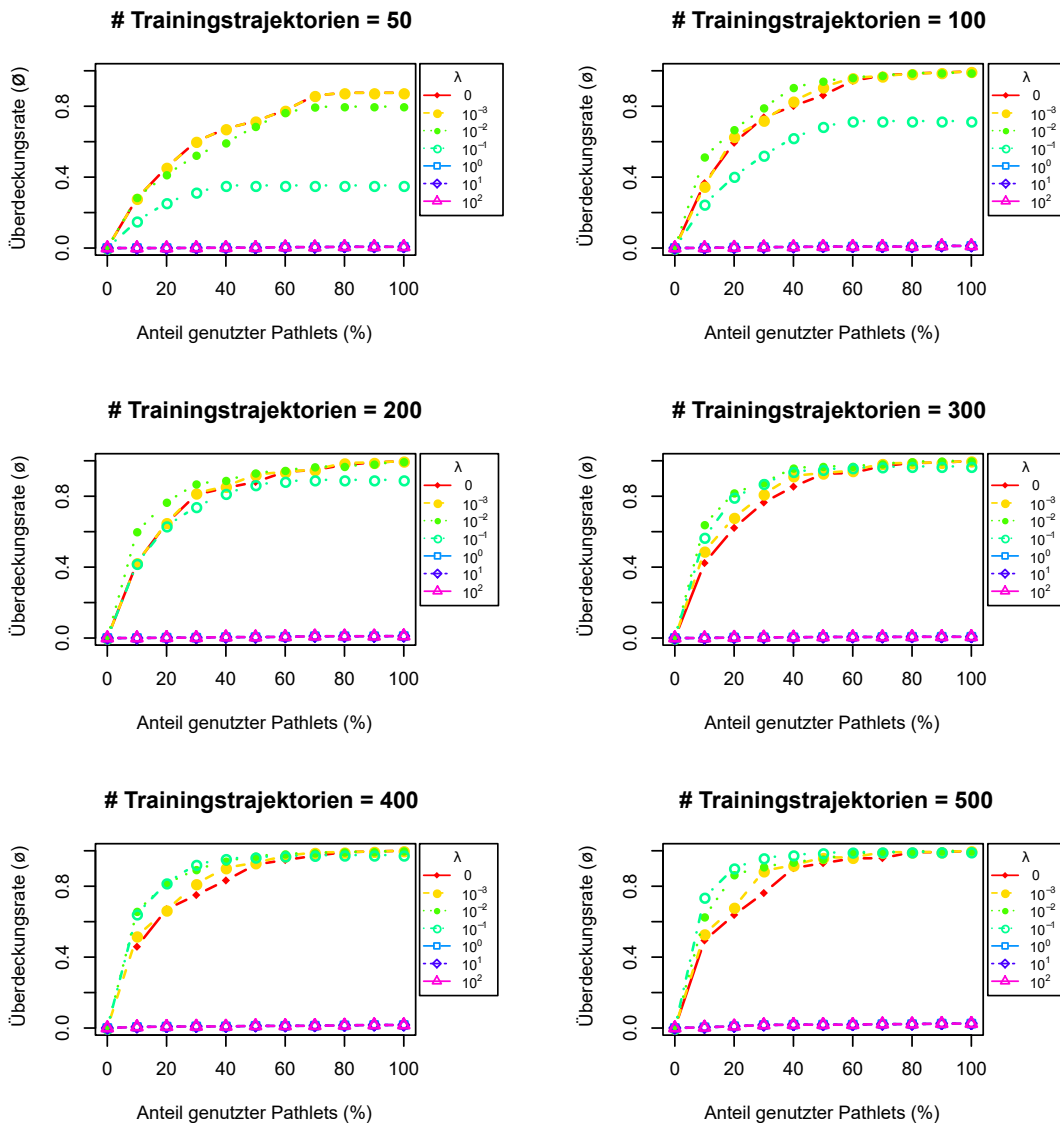 # Trainingstrajektorien = 50
Überdeckungsrate (ø)
0.0
0.4
0.8
0 20 40 60 80 100
Anteil genutzter Pathlets (%)
λ
0
10⁻³
10⁻²
10⁻¹
10⁰
10¹
10²
# Trainingstrajektorien = 100
Überdeckungsrate (ø)
0.0
0.4
0.8
0 20 40 60 80 100
Anteil genutzter Pathlets (%)
λ
0
10⁻³
10⁻²
10⁻¹
10⁰
10¹
10²
# Trainingstrajektorien = 200
Überdeckungsrate (ø)
0.0
0.4
0.8
0 20 40 60 80 100
Anteil genutzter Pathlets (%)
λ
0
10⁻³
10⁻²
10⁻¹
10⁰
10¹
10²
# Trainingstrajektorien = 300
Überdeckungsrate (ø)
0.0
0.4
0.8
0 20 40 60 80 100
Anteil genutzter Pathlets (%)
λ
0
10⁻³
10⁻²
10⁻¹
10⁰
10¹
10²
# Trainingstrajektorien = 400
Überdeckungsrate (ø)
0.0
0.4
0.8
0 20 40 60 80 100
Anteil genutzter Pathlets (%)
λ
0
10⁻³
10⁻²
10⁻¹
10⁰
10¹
10²
# Trainingstrajektorien = 500
Überdeckungsrate (ø)
0.0
0.4
0.8
0 20 40 60 80 100
Anteil genutzter Pathlets (%)
λ
0
10⁻³
10⁻²
10⁻¹
10⁰
10¹
10²